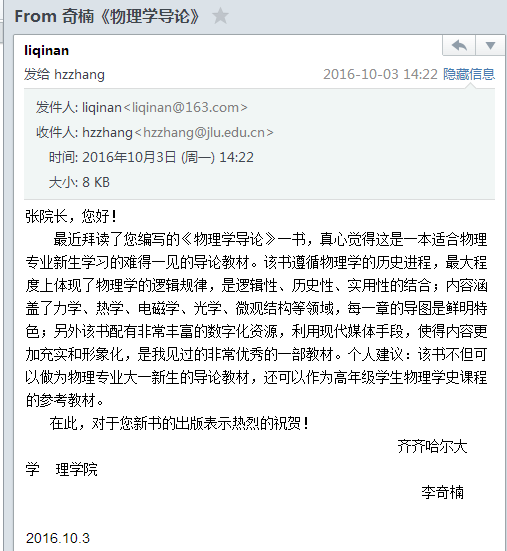 From 奇楠《物理学导论》
liqinan
发给 hzzhang
2016-10-03 14:22 隐藏信息
发件人: liqinan<liqinan@163.com>
收件人: hzzhang<hzzhang@jlu.edu.cn>
时间: 2016年10月3日 (周一) 14:22
大小: 8 KB
张院长，您好！
最近拜读了您编写的《物理学导论》一书，真心觉得这是一本适合物理
专业新生学习的难得一见的导论教材。该书遵循物理学的历史进程，最大程
度上体现了物理学的逻辑规律，是逻辑性、历史性、实用性的结合；内容涵
盖了力学、热学、电磁学、光学、微观结构等领域，每一章的导图是鲜明特
色；另外该书配有非常丰富的数字化资源，利用现代媒体手段，使得内容更
加充实和形象化，是我见过的非常优秀的一部教材。个人建议：该书不但可
以做为物理专业大一新生的导论教材，还可以作为高年级学生物理学史课程
的参考教材。
在此，对于您新书的出版表示热烈的祝贺！
齐齐哈尔大
学 理学院
李奇楠
2016.10.3